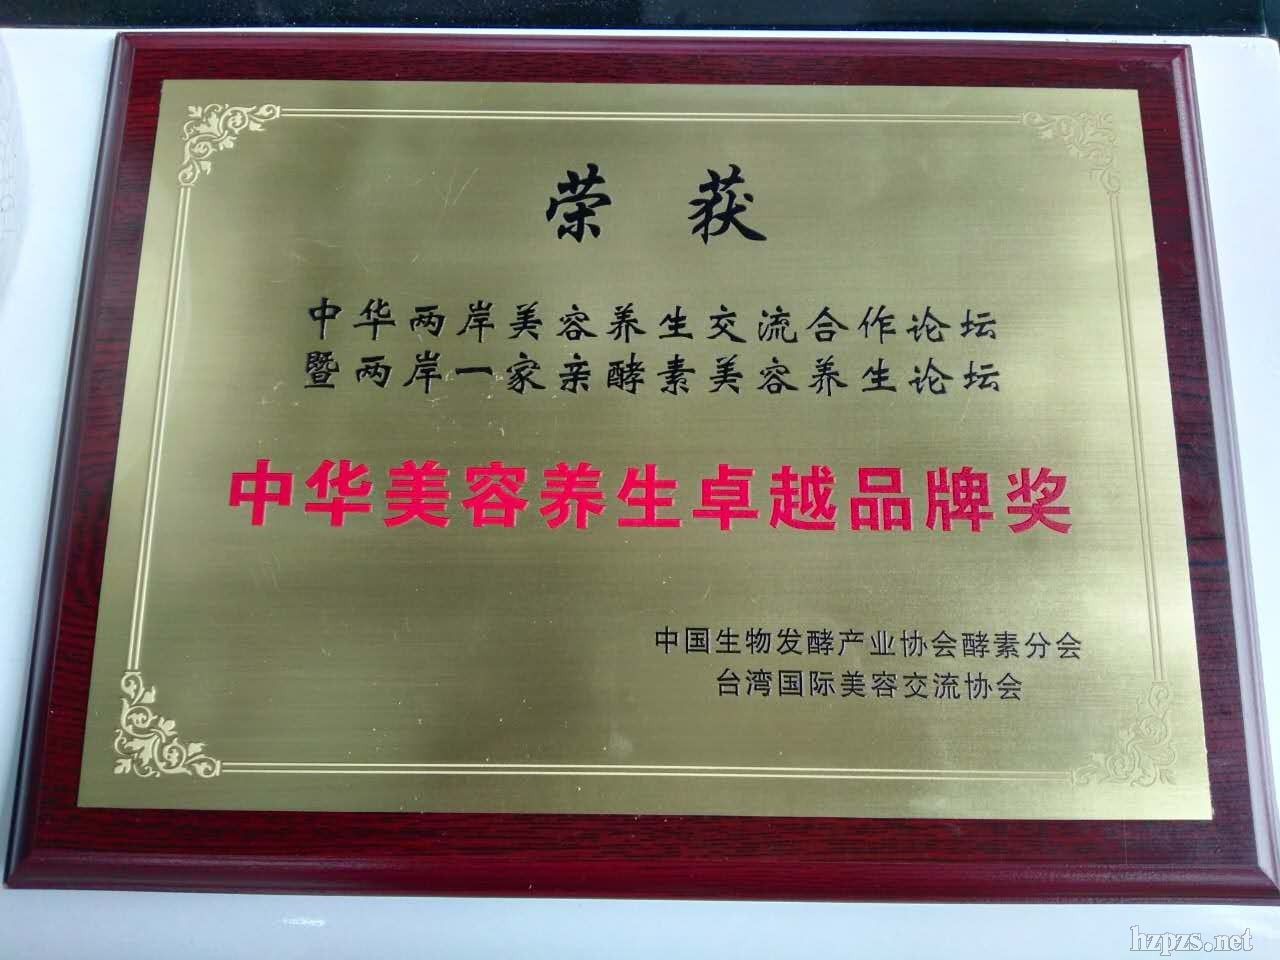 荣 获
中华两岸美容养生交流合作论坛
暨两岸一家亲酵素美容养生论坛
中华美容养生卓越品牌奖
中国生物发酵产业协会酵素分会
台湾国际美容交流协会
hzpzs.net